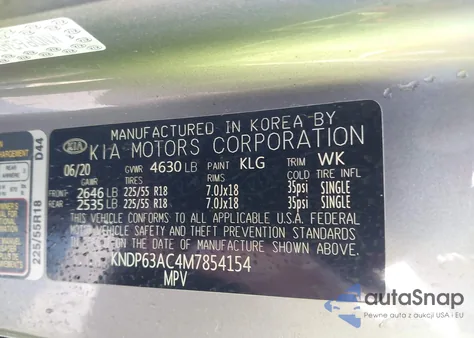 MANUFACTURED IN KOREA BY
KIA KIA MOTORS CORPORATION
06/20 GVWR 4630 LB PAINT KLG TRIM WK
GAWR TIRES RIMS COLD TIRE INFL
FRONT- 2646 LB 225/55 R18 7.0Jx18 35psi SINGLE
REAR- 2535 LB 225/55 R18 7.0Jx18 35psi SINGLE
THIS VEHICLE CONFORMS TO ALL APPLICABLE U.S.A. FEDERAL
MOTOR VEHICLE SAFETY AND THEFT PREVENTION STANDARDS
IN EFFECT ON THE DATE OF MANUFACTURE SHOWN ABOVE.
KNDP63AC4M7854154
MPV
D44
225/55R18
autoSnap
Pewne auta z aukcji USA i EU